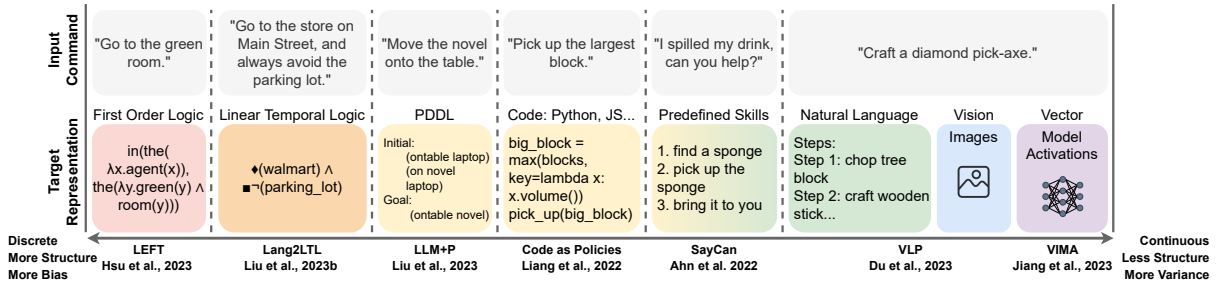 Input
Command
"Go to the green
room."
"Go to the store on
Main Street, and
always avoid the
parking lot."
"Move the novel
onto the table."
"Pick up the largest
block."
"I spilled my drink,
can you help?"
"Craft a diamond pick-axe."
Target
Representation
First Order Logic
in(the(
λx.agent(x)),
the(λy.green(y) ∧
room(y)))
Linear Temporal Logic
♦(walmart) ∧
■¬(parking_lot)
PDDL
Initial:
(ontable laptop)
(on novel
laptop)
Goal:
(ontable novel)
Code: Python, JS...
big_block =
max(blocks,
key=lambda x:
x.volume())
pick_up(big_block)
Predefined Skills
1. find a sponge
2. pick up the
sponge
3. bring it to you
Natural Language
Steps:
Step 1: chop tree
block
Step 2: craft wooden
stick...
Vision
Images
Vector
Model
Activations
Discrete
More Structure
More Bias
LEFT
Hsu et al., 2023
Lang2LTL
Liu et al., 2023b
LLM+P
Liu et al., 2023
Code as Policies
Liang et al., 2022
SayCan
Ahn et al. 2022
VLP
Du et al., 2023
VIMA
Jiang et al., 2023
Continuous
Less Structure
More Variance